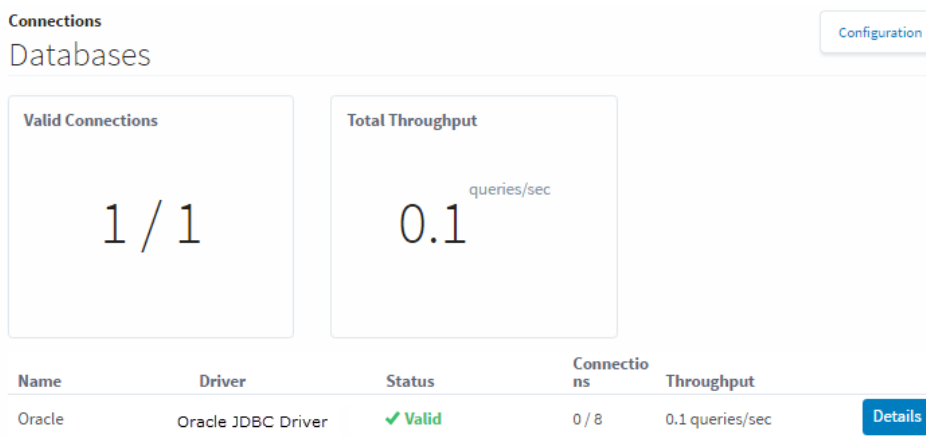 Connections
Databases
Configuration
Valid Connections
1 / 1
Total Throughput
queries/sec
0.1
Name Driver Status Connectio
ns Throughput
Oracle Oracle JDBC Driver ✔ Valid 0 / 8 0.1 queries/sec Details